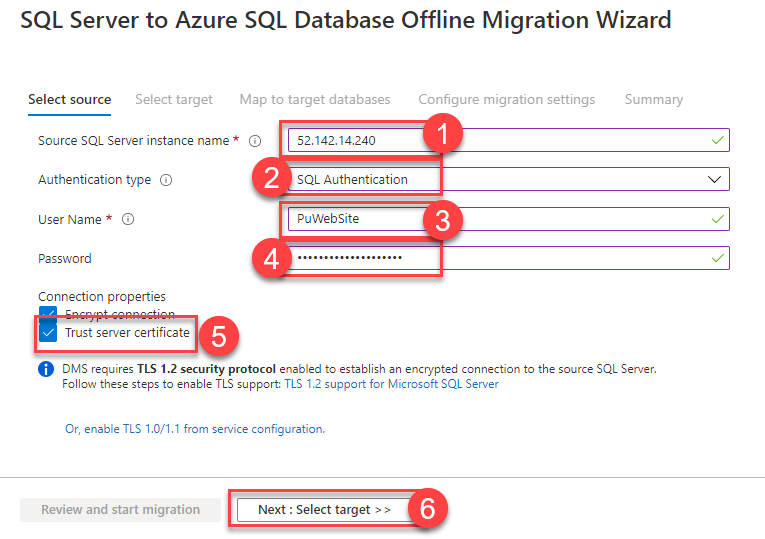 SQL Server to Azure SQL Database Offline Migration Wizard
Select source Select target Map to target databases Configure migration settings Summary
Source SQL Server instance name * 52.142.14.240 1
Authentication type 2 SQL Authentication
User Name * PuWebSite 3
Password 4 ••••••••••••••••••••
Connection properties
Encrypt connection
Trust server certificate 5
DMS requires TLS 1.2 security protocol enabled to establish an encrypted connection to the source SQL Server.
Follow these steps to enable TLS support: TLS 1.2 support for Microsoft SQL Server
Or, enable TLS 1.0/1.1 from service configuration.
Review and start migration Next : Select target >> 6